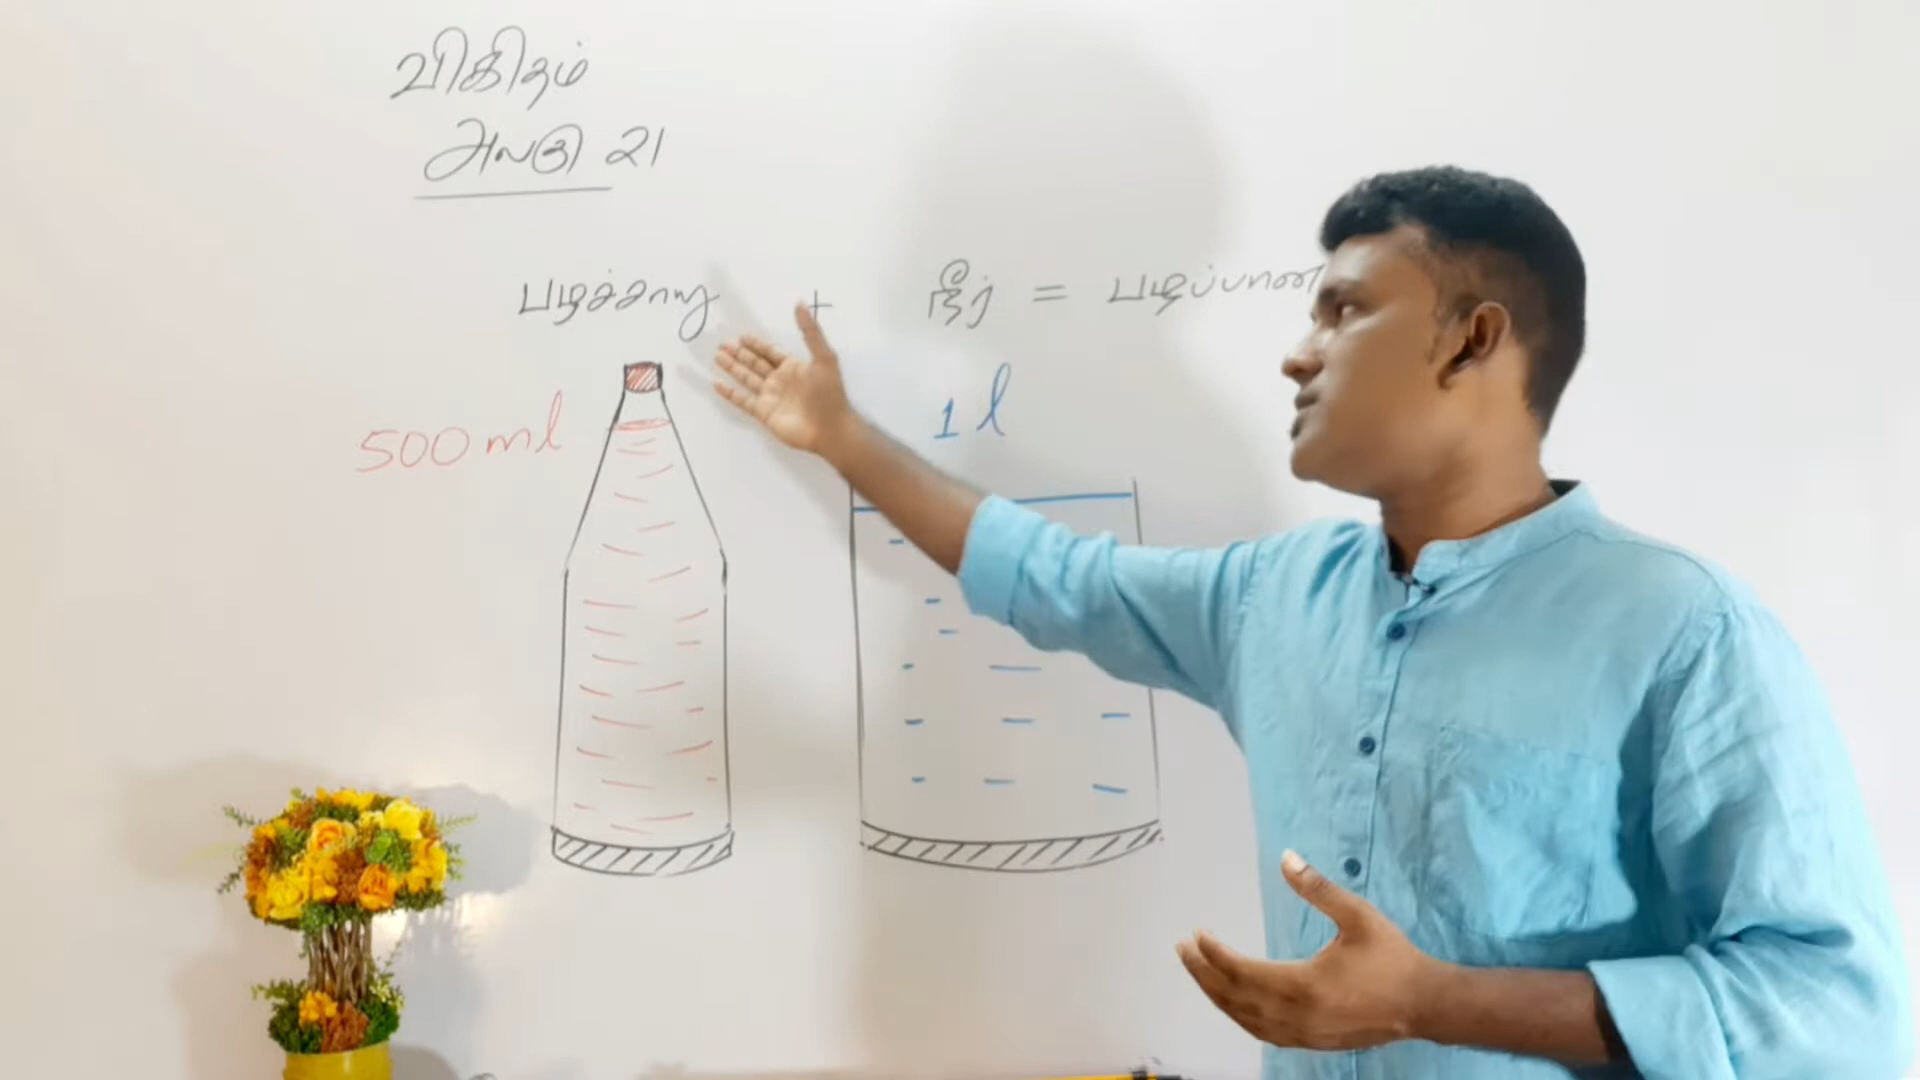 விகிதம்
அலகு 21
பழச்சாறு + நீர் = பழப்பான
500 ml
1 l